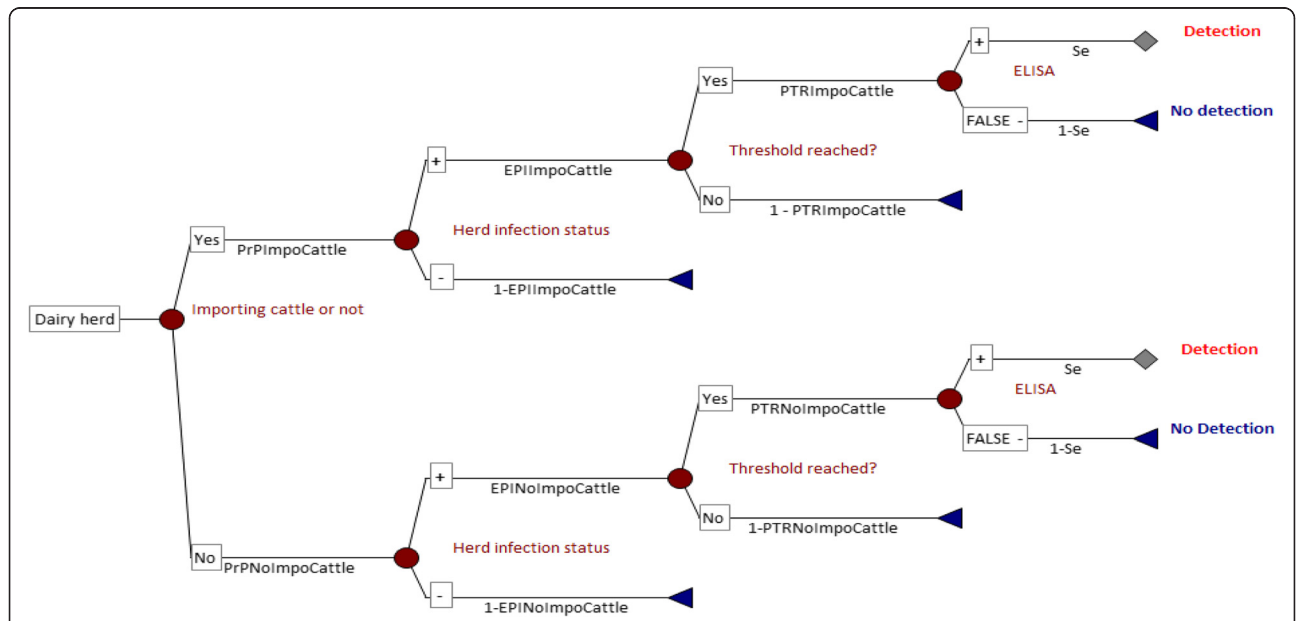 Detection
+
Se
ELISA
Yes
PTRImpoCattle
No detection
FALSE -
1-Se
+
EPIImpoCattle
Threshold reached?
No
1 - PTRImpoCattle
Yes
PrPImpoCattle
Herd infection status
-
1-EPIImpoCattle
Dairy herd
Importing cattle or not
Detection
+
Se
ELISA
Yes
PTRNoImpoCattle
No Detection
FALSE -
1-Se
+
EPINoImpoCattle
Threshold reached?
No
1-PTRNoImpoCattle
No
PrPNoImpoCattle
Herd infection status
-
1-EPINoImpoCattle